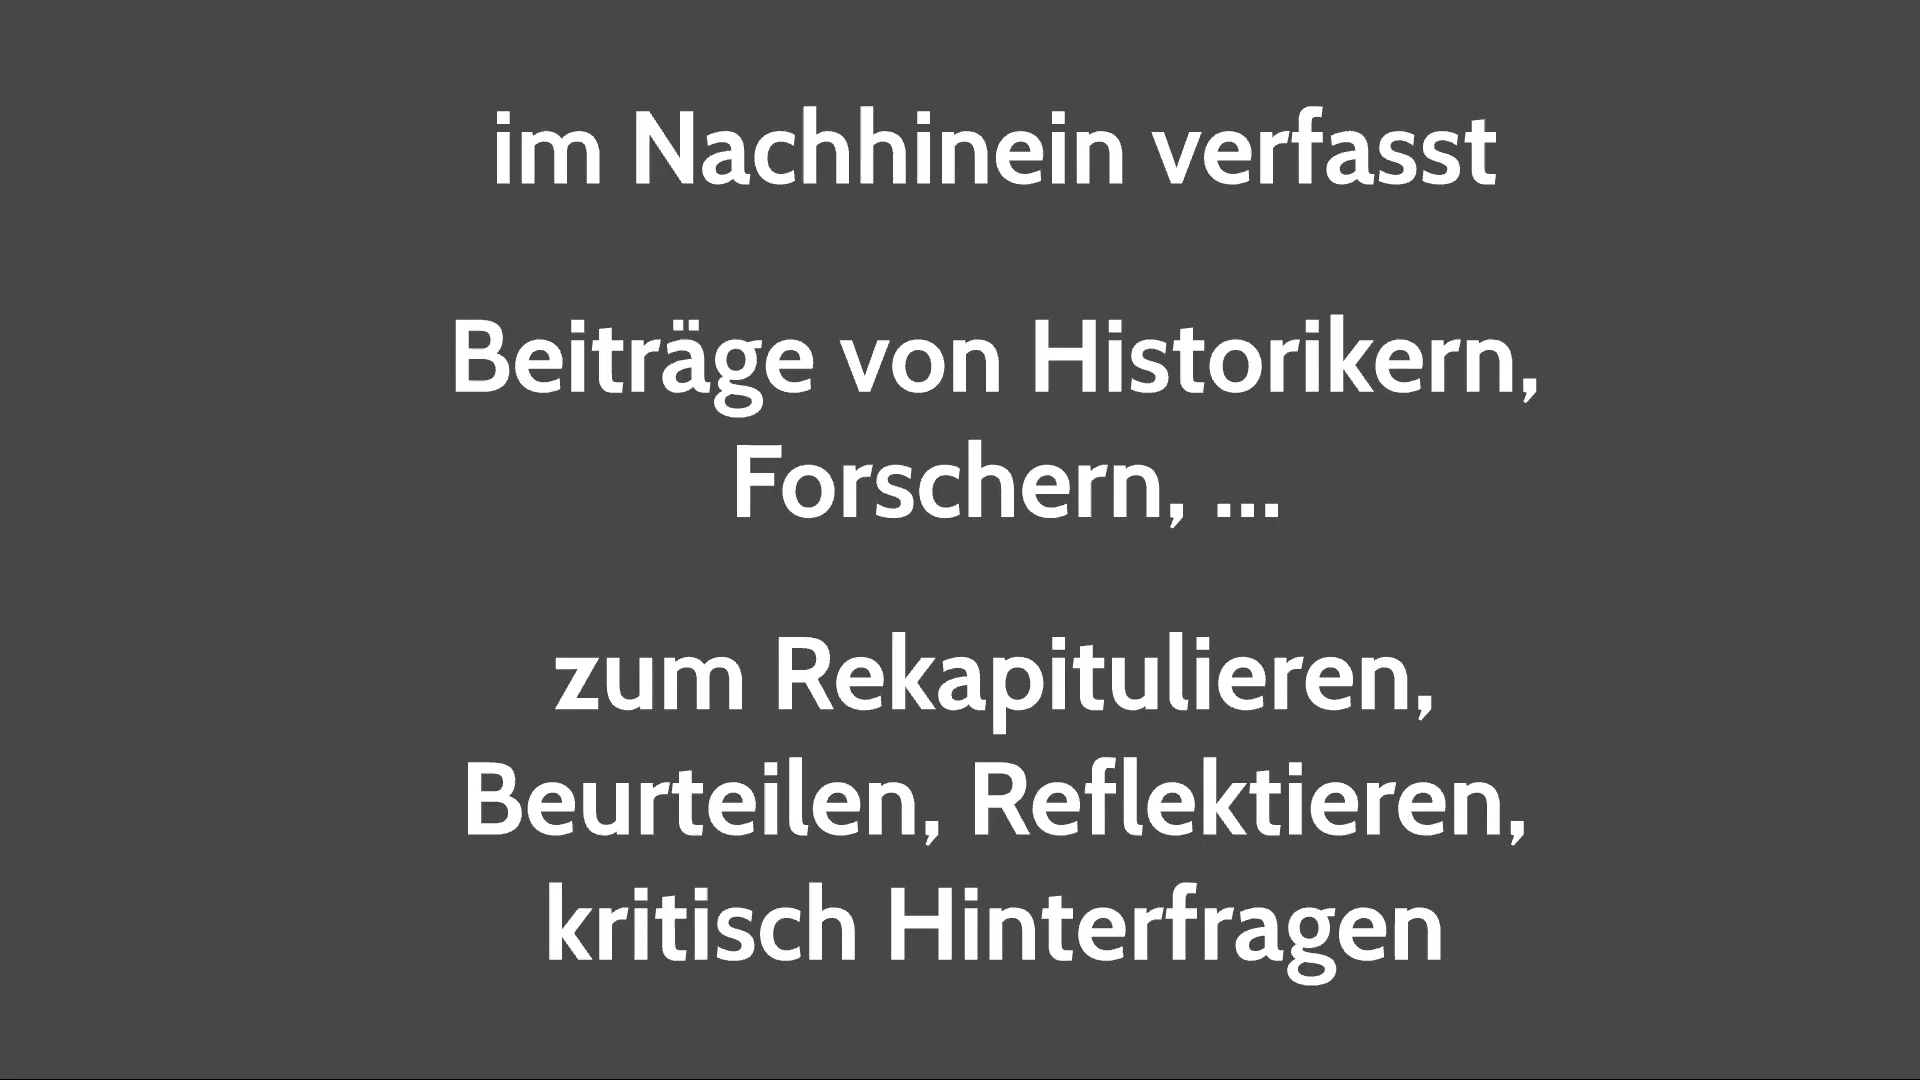 im Nachhinein verfasst
Beiträge von Historikern,
Forschern, ...
zum Rekapitulieren,
Beurteilen, Reflektieren,
kritisch Hinterfragen